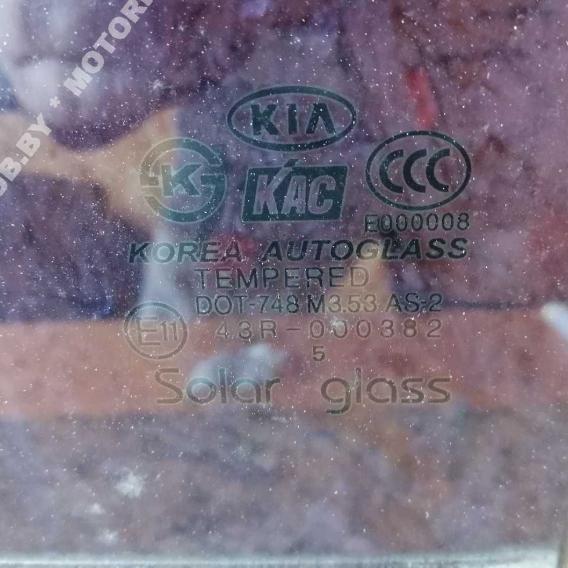 KIA
KS KAC CCC
E000008
KOREA AUTOGLASS
TEMPERED
DOT-748 M3.53 AS-2
E11 43R-000382
5
Solar glass